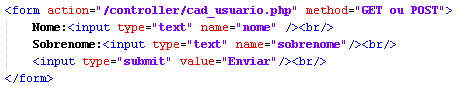 <form action="/controller/cad_usuario.php" method="GET ou POST">
Nome:<input type="text" name="nome" /><br/>
Sobrenome:<input type="text" name="sobrenome"/><br/>
<input type="submit" value="Enviar"/><br/>
</form>